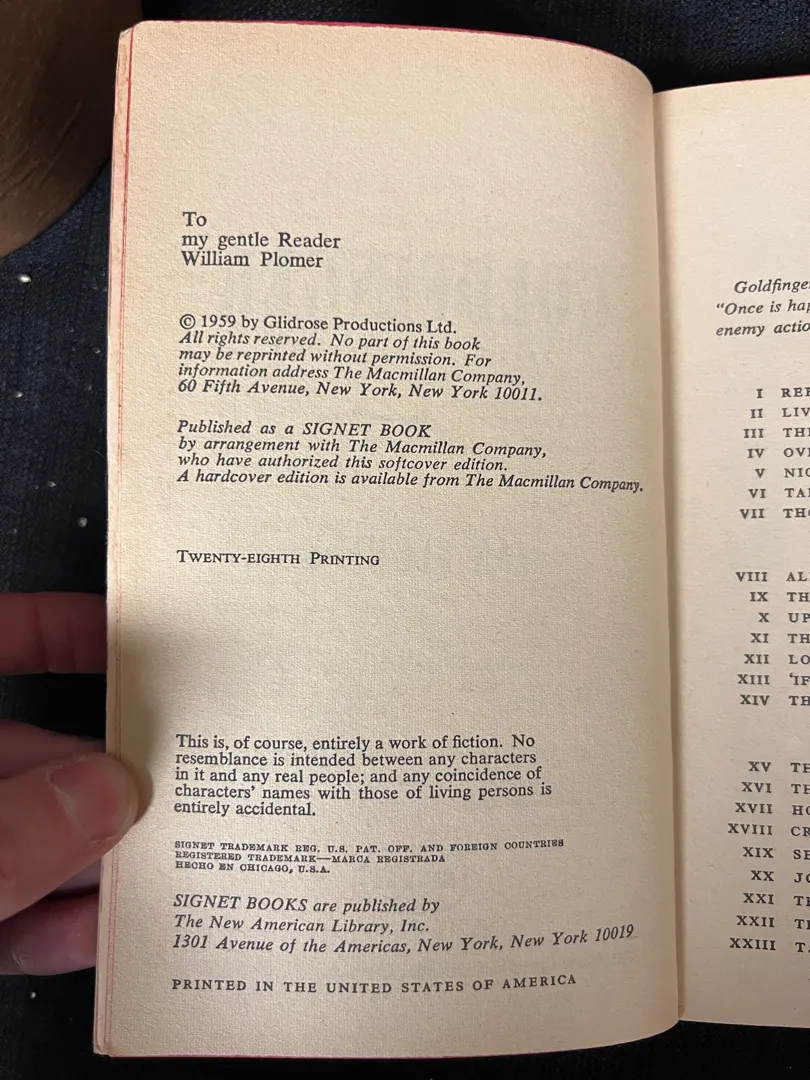 To
my gentle Reader
William Plomer
© 1959 by Glidrose Productions Ltd.
All rights reserved. No part of this book
may be reprinted without permission. For
information address The Macmillan Company,
60 Fifth Avenue, New York, New York 10011.
Published as a SIGNET BOOK
by arrangement with The Macmillan Company,
who have authorized this softcover edition.
A hardcover edition is available from The Macmillan Company.
TWENTY-EIGHTH PRINTING
This is, of course, entirely a work of fiction. No
resemblance is intended between any characters
in it and any real people; and any coincidence of
characters' names with those of living persons is
entirely accidental.
SIGNET TRADEMARK REG. U.S. PAT. OFF. AND FOREIGN COUNTRIES
REGISTERED TRADEMARK—MARCA REGISTRADA
HECHO EN CHICAGO, U.S.A.
SIGNET BOOKS are published by
The New American Library, Inc.
1301 Avenue of the Americas, New York, New York 10019
PRINTED IN THE UNITED STATES OF AMERICA
"Once is
enemy
I
II
III
IV
V
VI
VII
VIII
IX
X
XI
XII
XIII
XIV
XV
XVI
XVII
XVIII
XIX
XX
XXI
XXII
XXIII